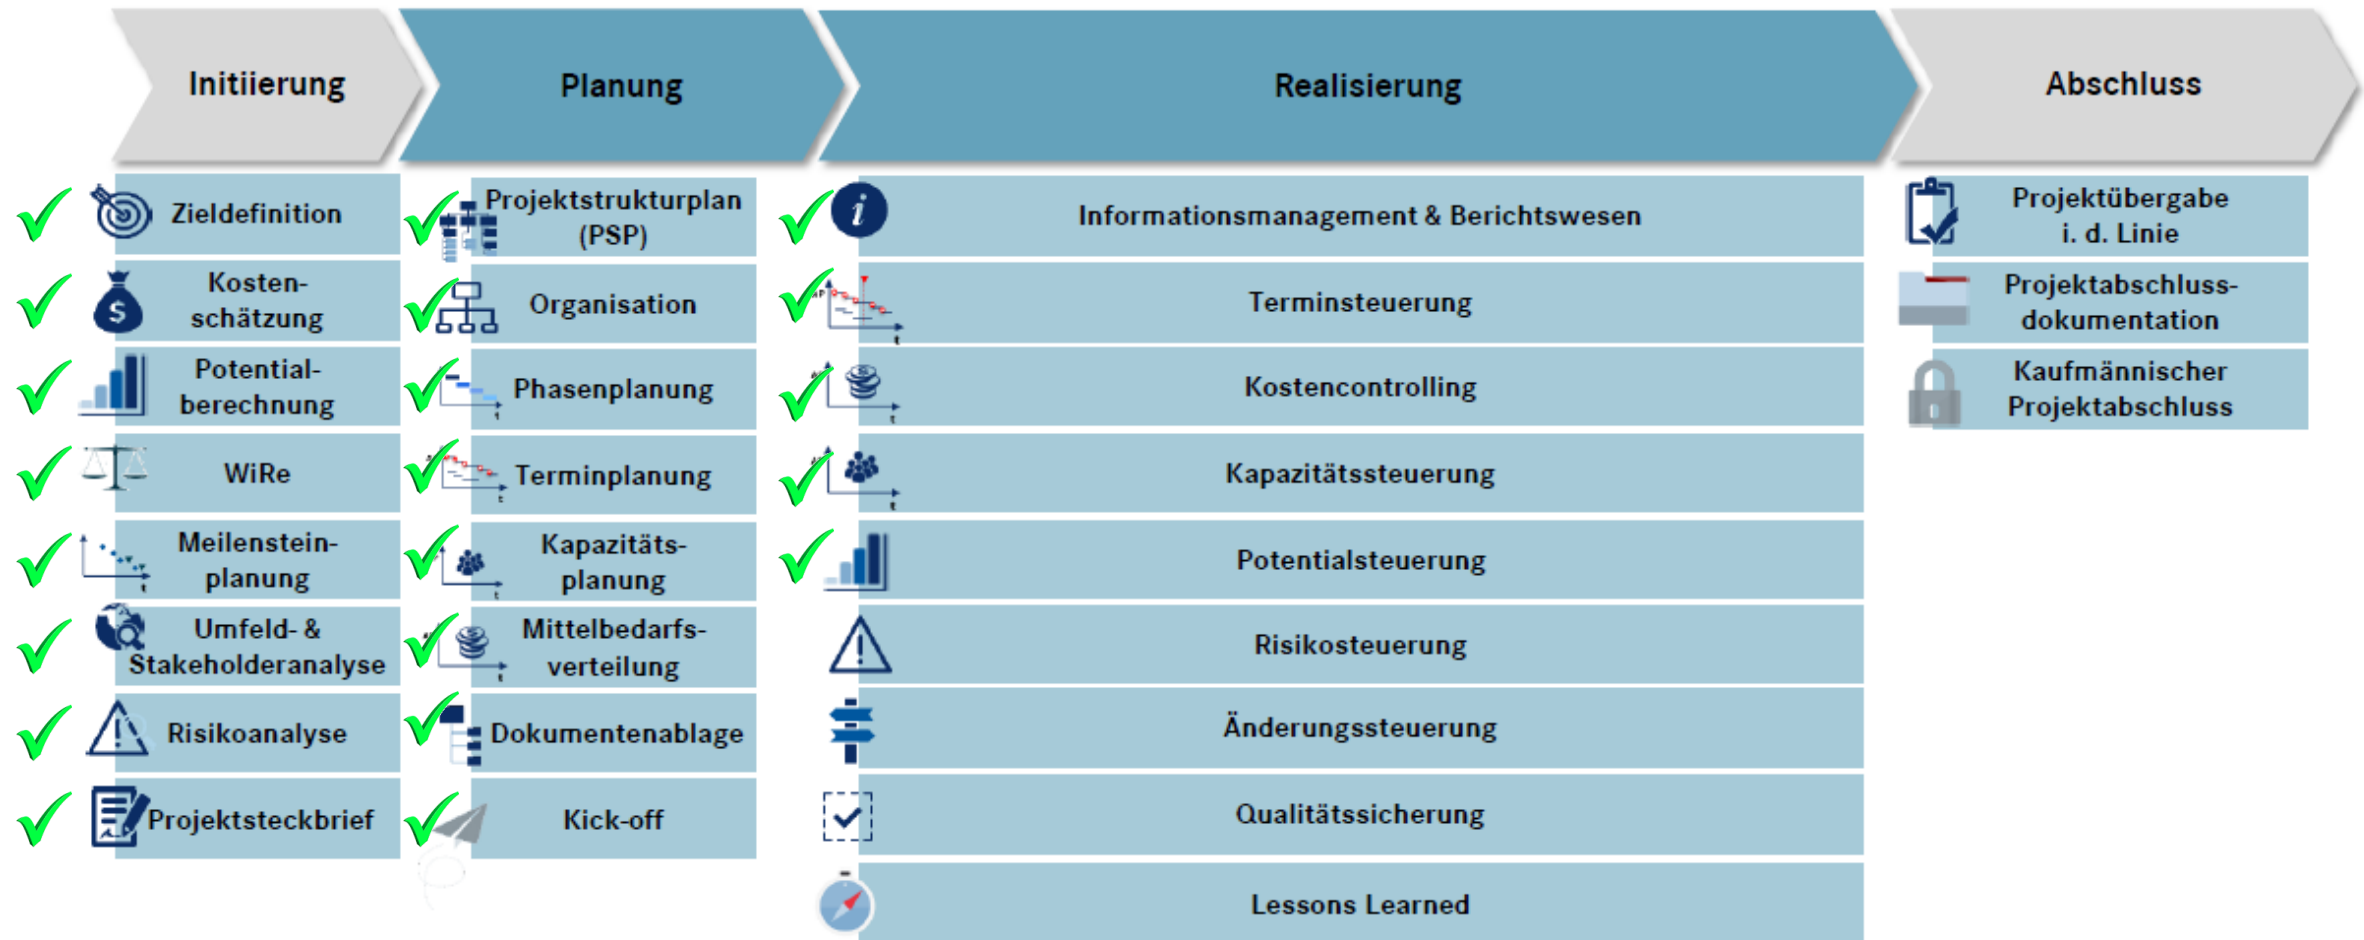 Initiierung
Planung
Realisierung
Abschluss
Zieldefinition
Kosten-
schätzung
Potential-
berechnung
WiRe
Meilenstein-
planung
Umfeld- &
Stakeholderanalyse
Risikoanalyse
Projektsteckbrief
Projektstrukturplan
(PSP)
Organisation
Phasenplanung
Terminplanung
Kapazitäts-
planung
Mittelbedarfs-
verteilung
Dokumentenablage
Kick-off
Informationsmanagement & Berichtswesen
Terminsteuerung
Kostencontrolling
Kapazitätssteuerung
Potentialsteuerung
Risikosteuerung
Änderungssteuerung
Qualitätssicherung
Lessons Learned
Projektübergabe
i. d. Linie
Projektabschluss-
dokumentation
Kaufmännischer
Projektabschluss